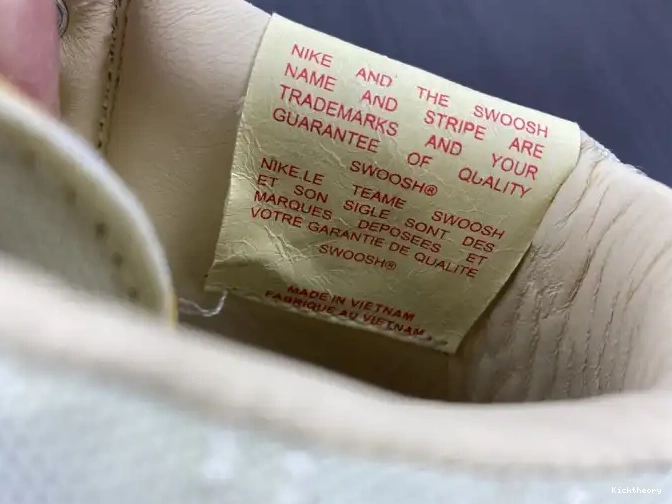 NIKE AND THE SWOOSH
NAME AND STRIPE ARE
TRADEMARKS AND YOUR
GUARANTEE OF QUALITY
SWOOSH®
NIKE.LE TEAME SWOOSH
ET SON SIGLE SONT DES
MARQUES DEPOSEES ET
VOTRE GARANTIE DE QUALITE
SWOOSH®
MADE IN VIETNAM
FABRIQUE AU VIETNAM
Kicktheory